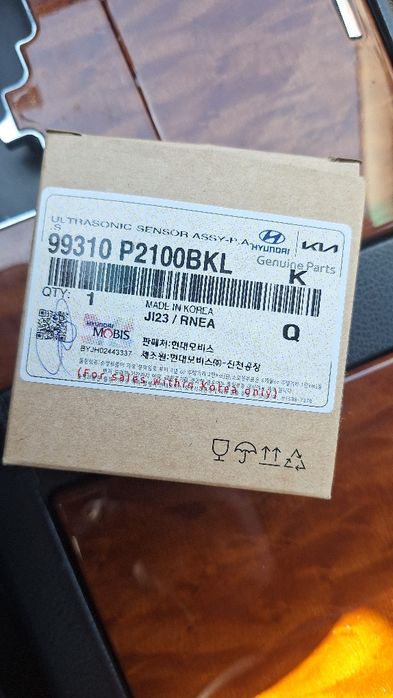 ULTRASONIC SENSOR ASSY-P.A
.S
HYUNDAI KIA
99310 P2100BKL
Genuine Parts
K
QTY: 1
MADE IN KOREA
JI23 / RNEA
Q
HYUNDAI
MOBIS
판매처:현대모비스
BYJH02443337
제조원:현대모비스㈜-신천공장
(For sales within Korea only)